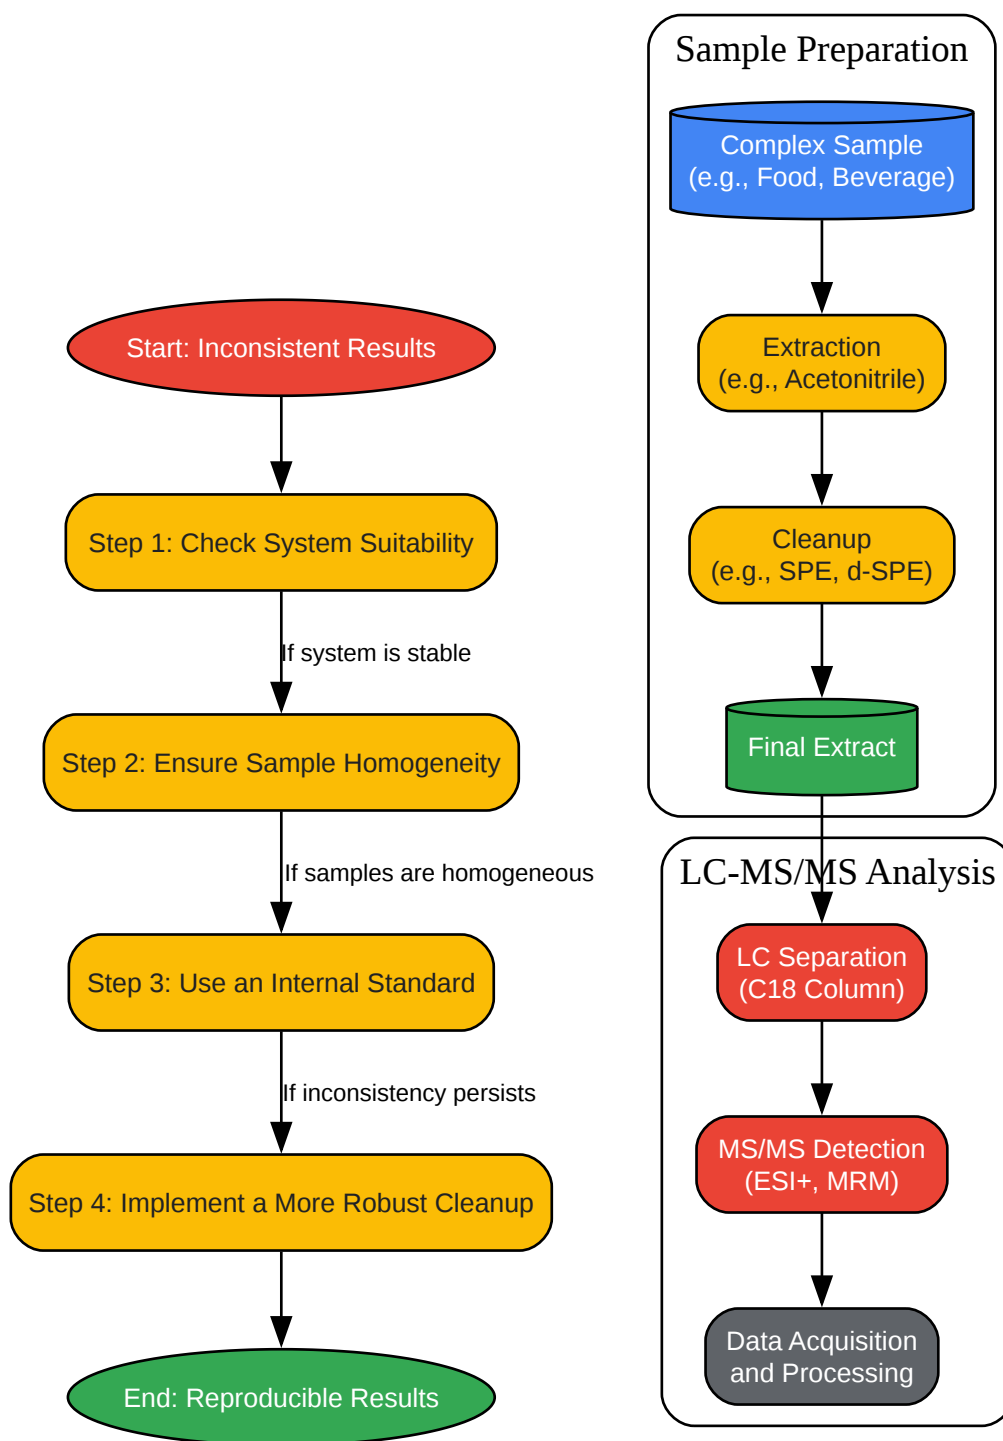 Start: Inconsistent Results
Step 1: Check System Suitability
If system is stable
Step 2: Ensure Sample Homogeneity
If samples are homogeneous
Step 3: Use an Internal Standard
If inconsistency persists
Step 4: Implement a More Robust Cleanup
End: Reproducible Results
Sample Preparation
Complex Sample
(e.g., Food, Beverage)
Extraction
(e.g., Acetonitrile)
Cleanup
(e.g., SPE, d-SPE)
Final Extract
LC-MS/MS Analysis
LC Separation
(C18 Column)
MS/MS Detection
(ESI+, MRM)
Data Acquisition
and Processing